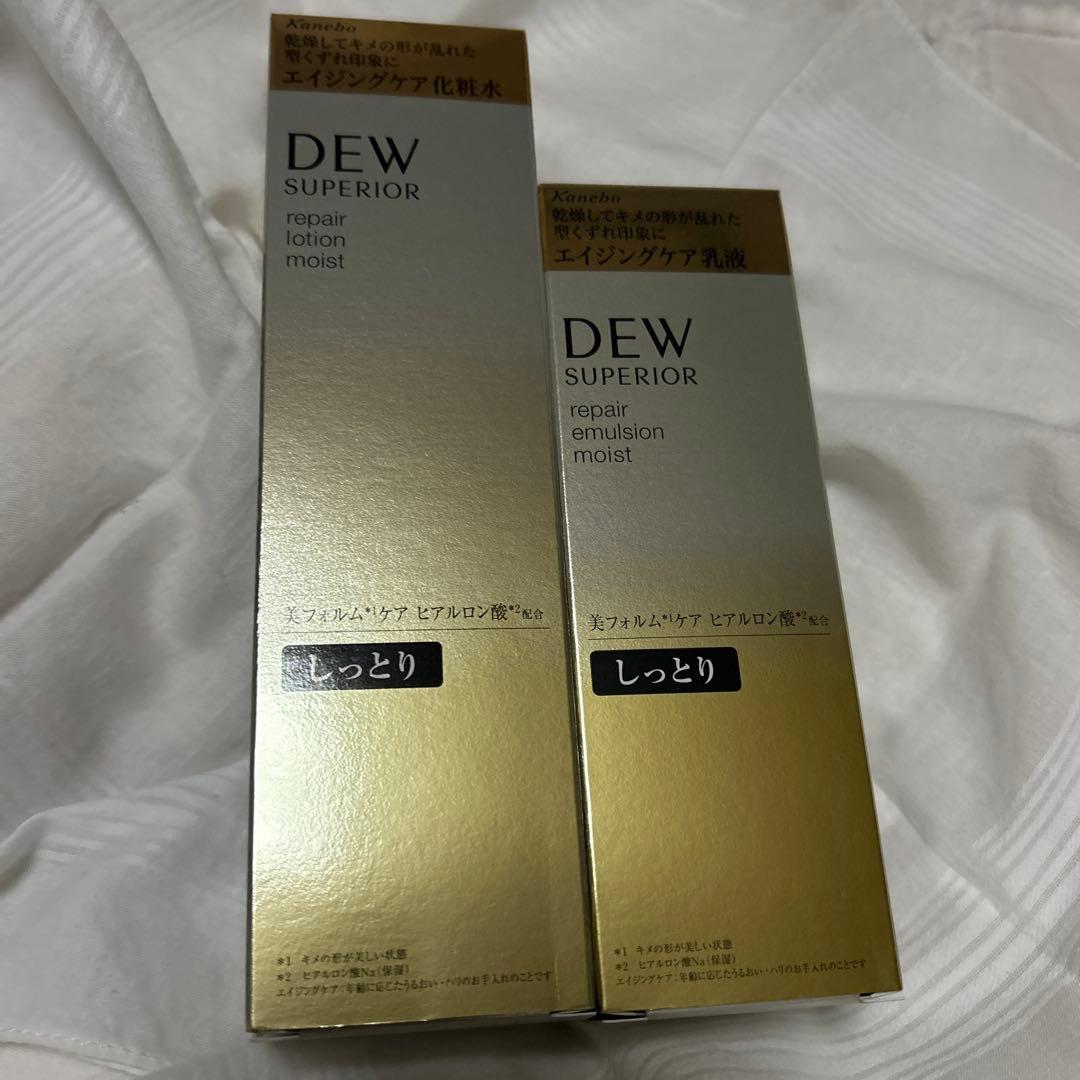 Kanebo
乾燥してキメの形が乱れた
型くずれ印象に
エイジングケア化粧水
DEW
SUPERIOR
repair
lotion
moist
美フォルム*1ケア ヒアルロン酸*2配合
しっとり
*1 キメの形が美しい状態
*2 ヒアルロン酸Na(保湿)
エイジングケア:年齢に応じたうるおい・ハリのお手入れのことです
Kanebo
乾燥してキメの形が乱れた
型くずれ印象に
エイジングケア乳液
DEW
SUPERIOR
repair
emulsion
moist
美フォルム*1ケア ヒアルロン酸*2配合
しっとり
*1 キメの形が美しい状態
*2 ヒアルロン酸Na(保湿)
エイジングケア:年齢に応じたうるおい・ハリのお手入れのことです